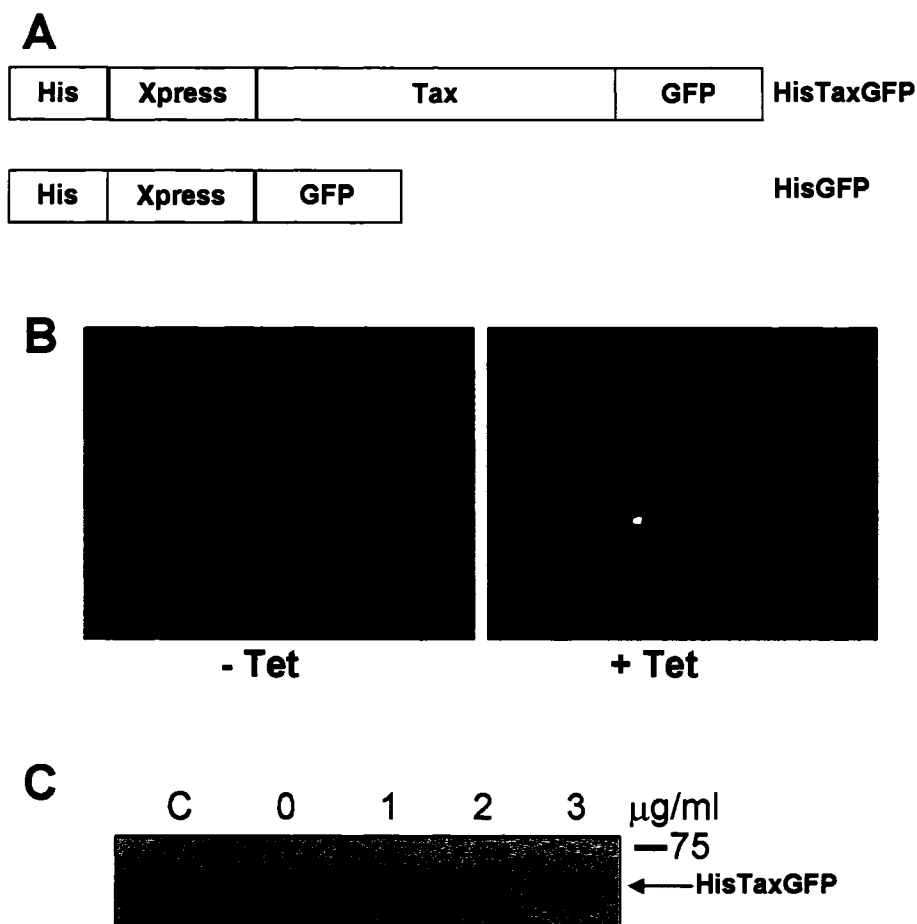 A
His Xpress Tax GFP HisTaxGFP
His Xpress GFP HisGFP
B
- Tet + Tet
C
C 0 1 2 3 µg/ml
75
HisTaxGFP